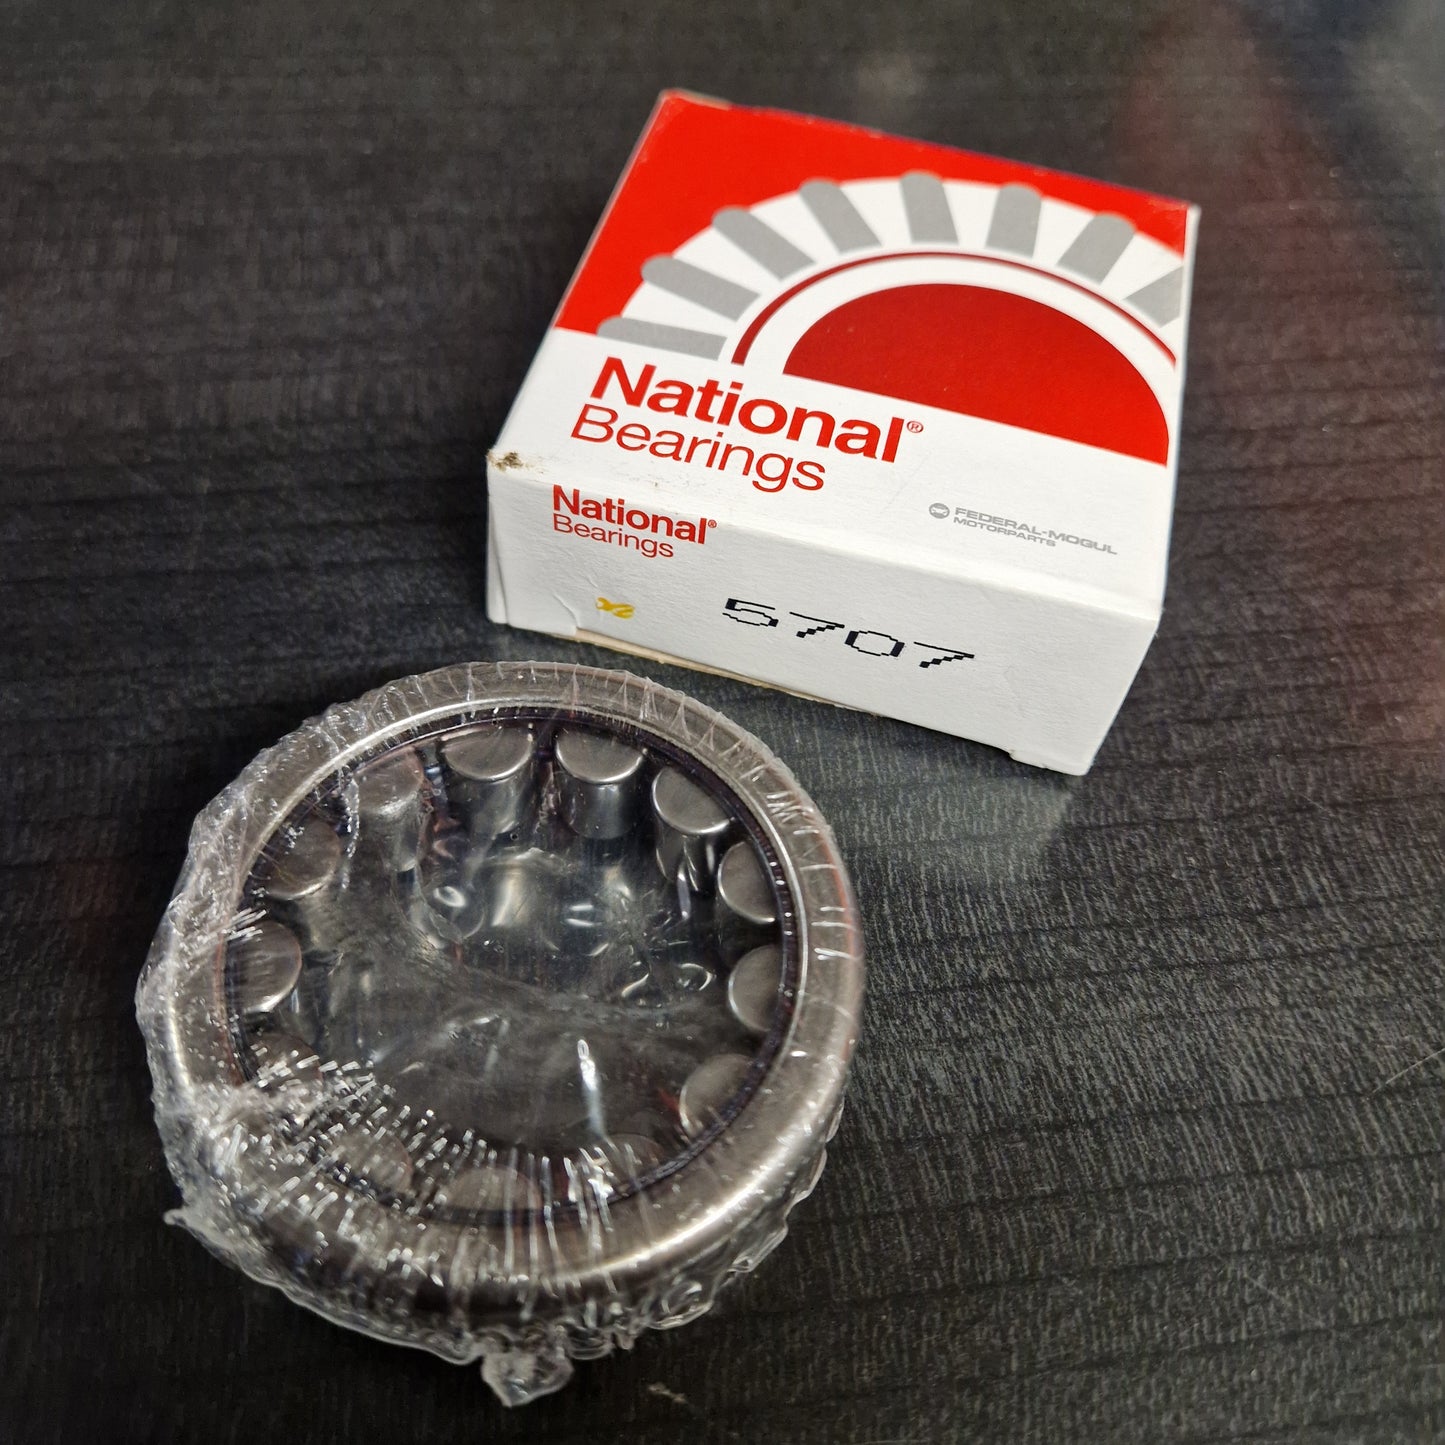 National®
Bearings
FEDERAL-MOGUL
MOTORPARTS
National®
Bearings
5707